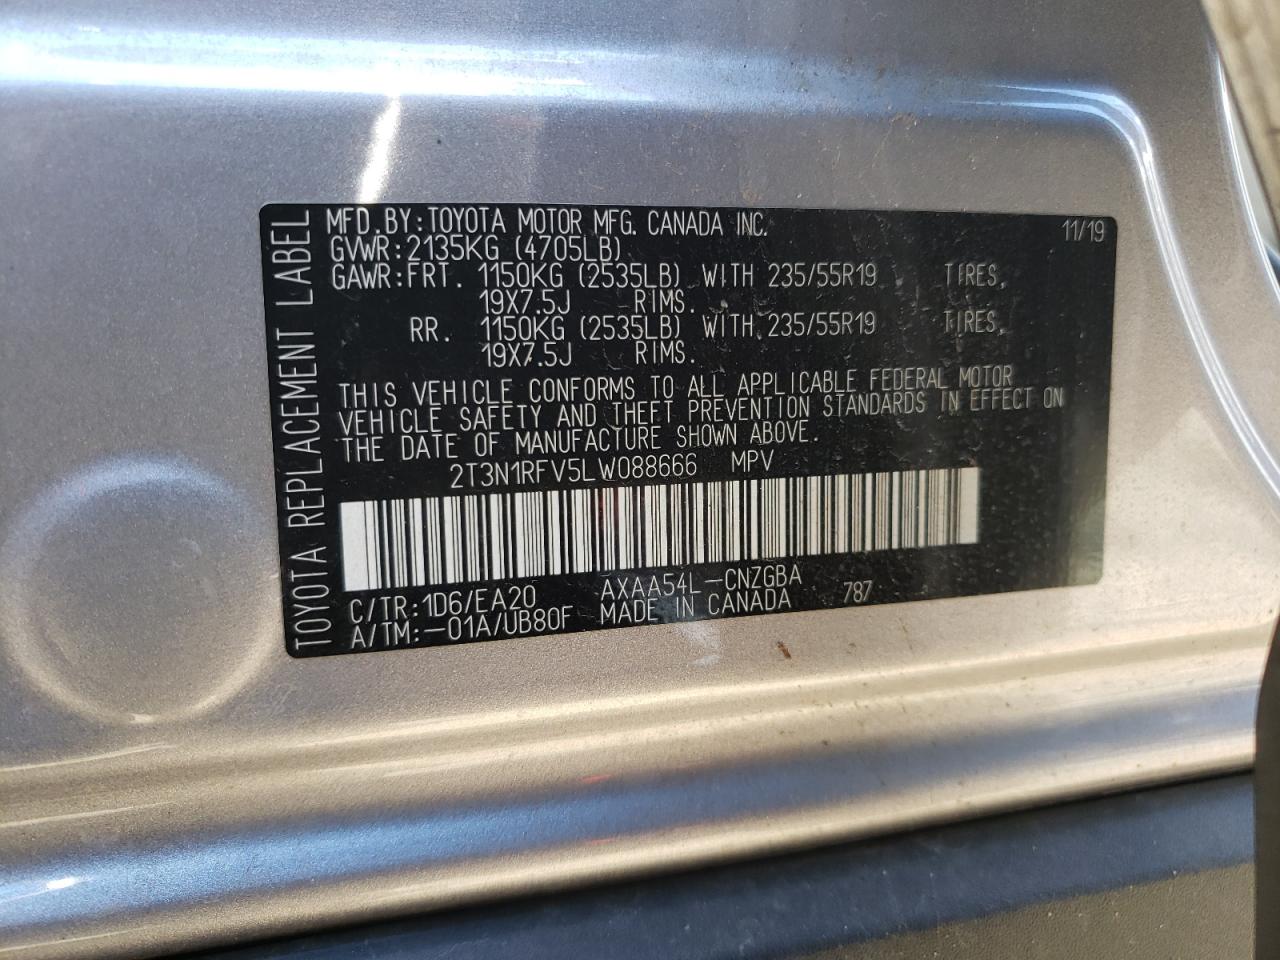 TOYOTA REPLACEMENT LABEL
MFD.BY:TOYOTA MOTOR MFG. CANADA INC. 11/19
GVWR:2135KG (4705LB)
GAWR:FRT. 1150KG (2535LB) WITH 235/55R19 TIRES,
19X7.5J RIMS.
RR. 1150KG (2535LB) WITH 235/55R19 TIRES,
19X7.5J RIMS.
THIS VEHICLE CONFORMS TO ALL APPLICABLE FEDERAL MOTOR
VEHICLE SAFETY AND THEFT PREVENTION STANDARDS IN EFFECT ON
THE DATE OF MANUFACTURE SHOWN ABOVE.
2T3N1RFV5LW088666 MPV
C/TR:1D6/EA20 AXAA54L-CNZGBA
A/TM:-01A/UB80F MADE IN CANADA 787